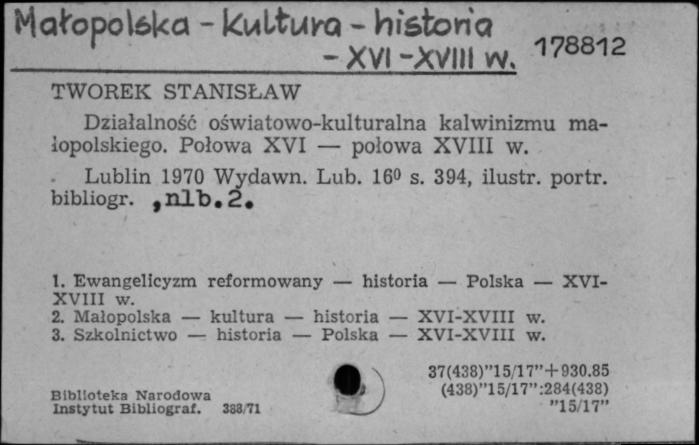 Małopolska - kultura - historia
- XVI - XVIII w.
178812
TWOREK STANISŁAW
Działalność oświatowo-kulturalna kalwinizmu ma-
łopolskiego. Połowa XVI — połowa XVIII w.
Lublin 1970 Wydawn. Lub. 16⁰ s. 394, ilustr. portr.
bibliogr. , nlb. 2.
1. Ewangelicyzm reformowany — historia — Polska — XVI-
XVIII w.
2. Małopolska — kultura — historia — XVI-XVIII w.
3. Szkolnictwo — historia — Polska — XVI-XVIII w.
37(438)"15/17"+930.85
(438)"15/17":284(438)
"15/17"
Biblioteka Narodowa
Instytut Bibliograf. 388/71